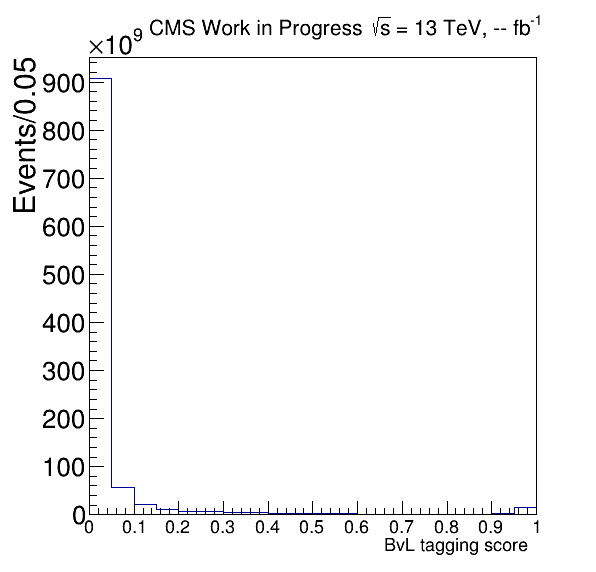 ×10⁹ CMS Work in Progress √s = 13 TeV, -- fb⁻¹
Events/0.05
900
800
700
600
500
400
300
200
100
0
0 0.1 0.2 0.3 0.4 0.5 0.6 0.7 0.8 0.9 1
BvL tagging score